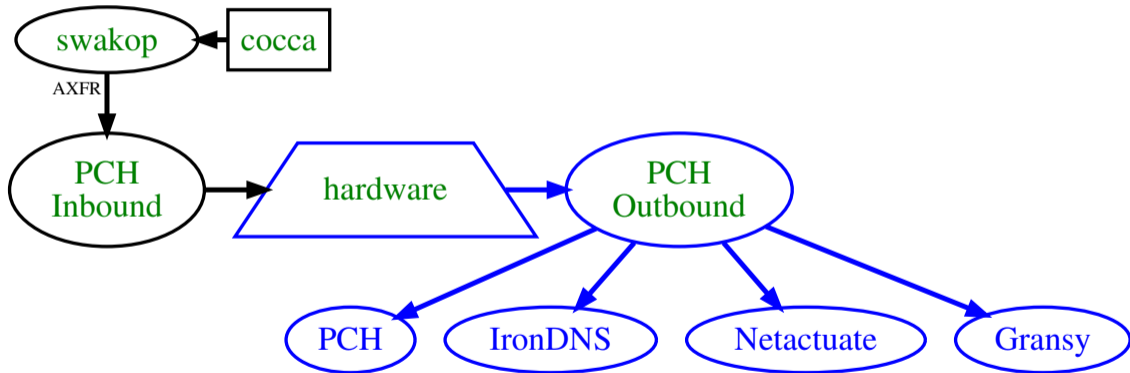 swakop
cocca
AXFR
PCH
Inbound
hardware
PCH
Outbound
PCH
IronDNS
Netactuate
Gransy